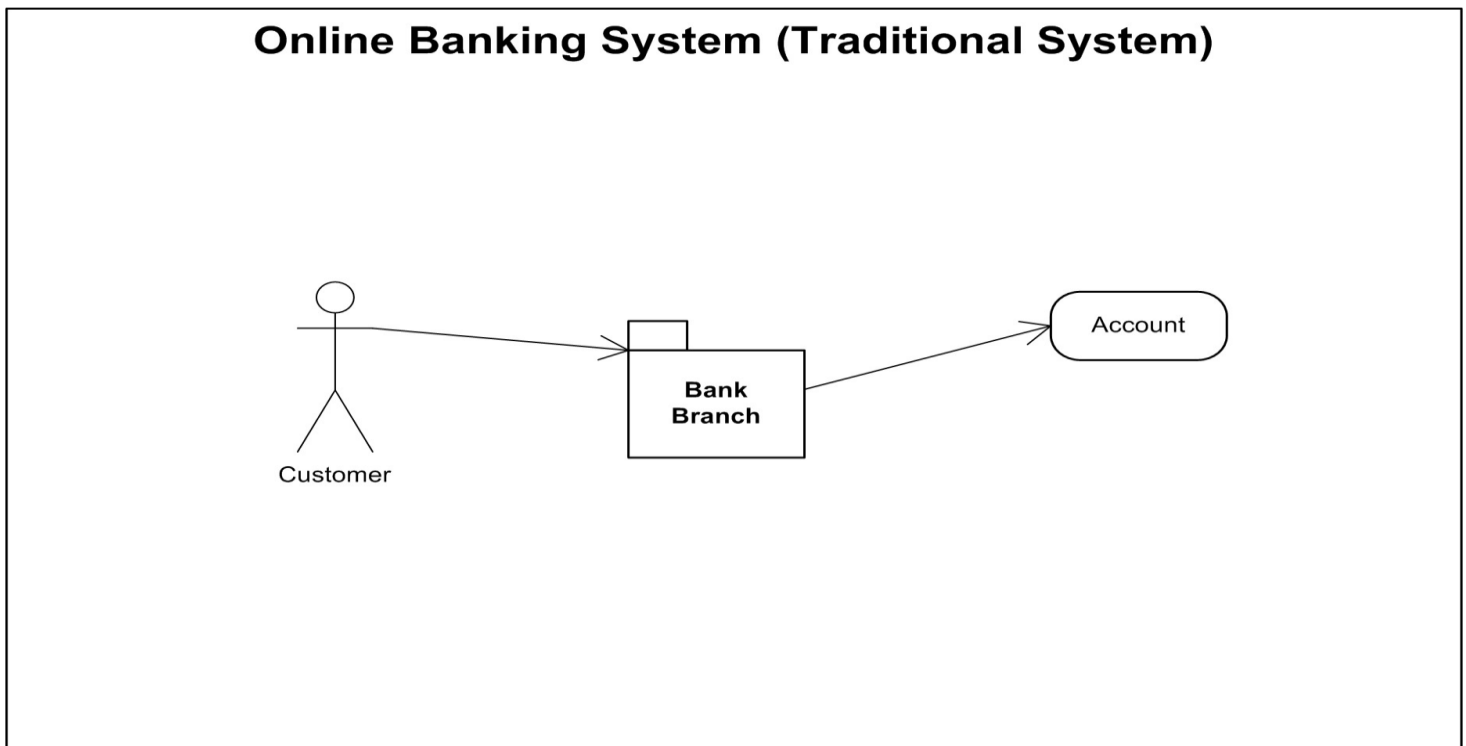 Online Banking System (Traditional System)
Account
Bank
Branch
Customer